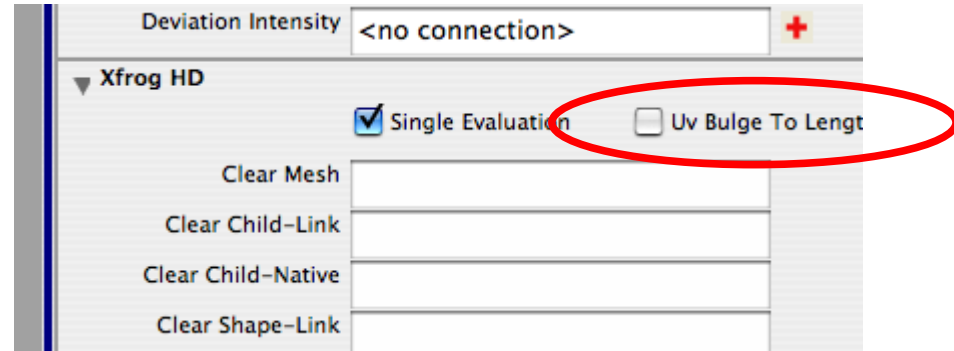 Deviation Intensity <no connection>
Xfrog HD
Single Evaluation Uv Bulge To Lengt
Clear Mesh
Clear Child-Link
Clear Child-Native
Clear Shape-Link